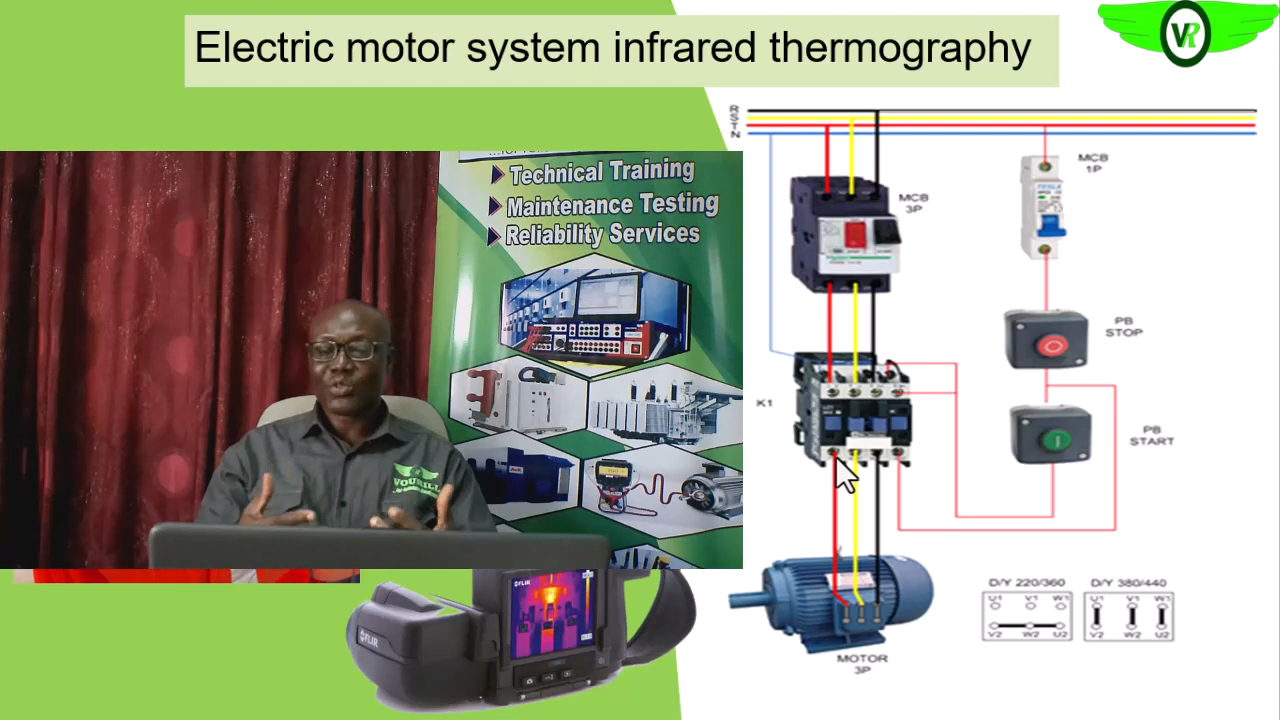 Electric motor system infrared thermography
VR
Technical Training
Maintenance Testing
Reliability Services
R
S
T
N
MCB
3P
MCB
1P
PB
STOP
PB
START
K1
VOURILL
FLIR
FLIR
MOTOR
3P
D/Y 220/360
U1 V1 W1
V2 W2 U2
D/Y 380/440
U1 V1 W1
V2 W2 U2